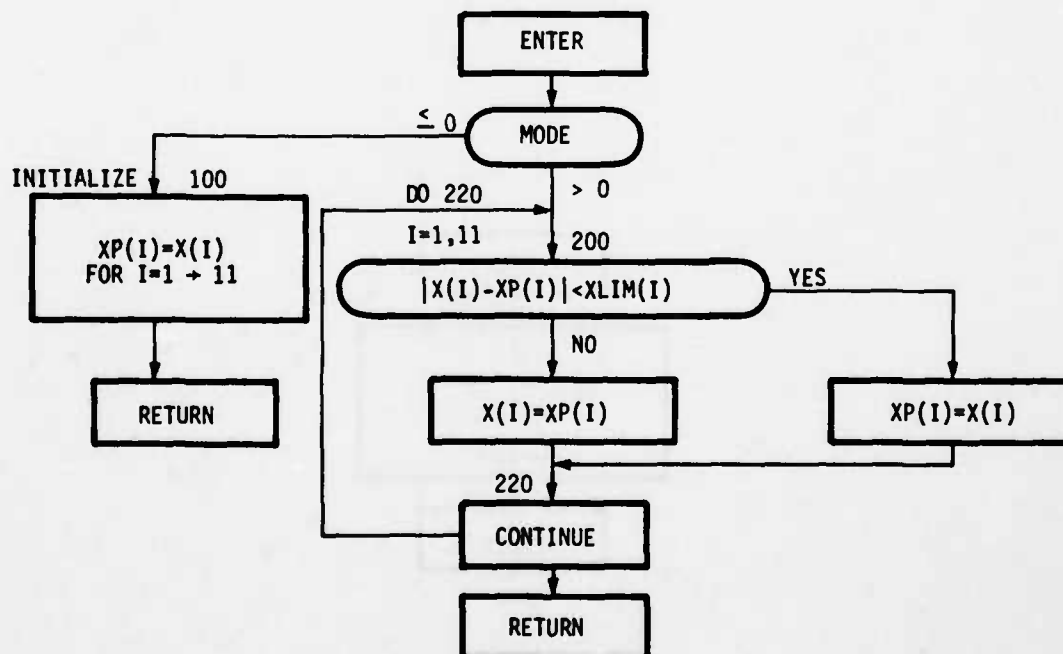 ENTER
≤ 0
MODE
INITIALIZE 100
DO 220
> 0
I=1,11
200
XP(I)=X(I)
FOR I=1 → 11
|X(I)-XP(I)|<XLIM(I)
YES
NO
RETURN
X(I)=XP(I)
XP(I)=X(I)
220
CONTINUE
RETURN